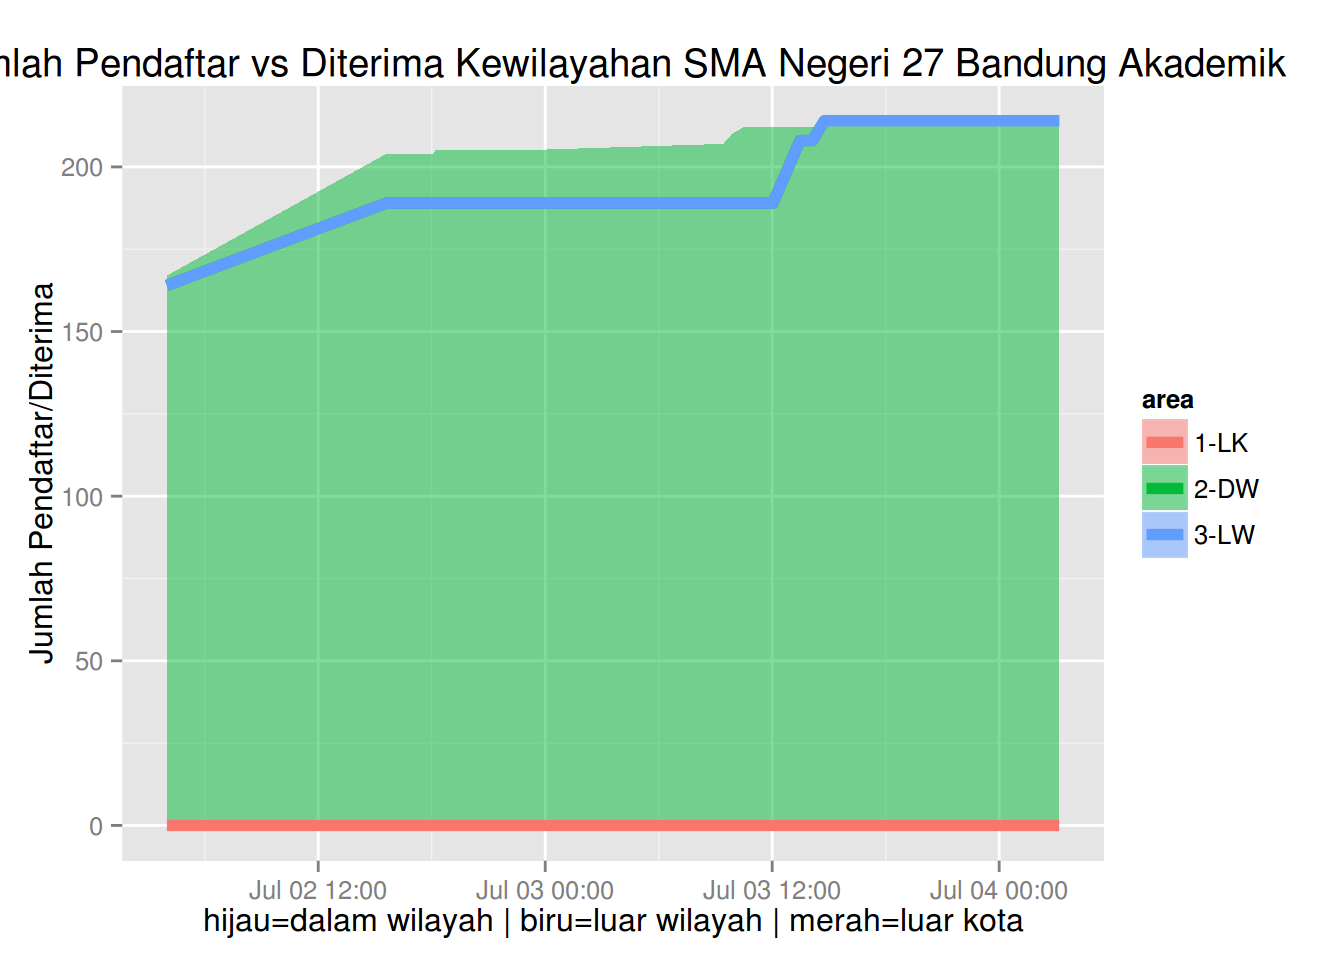 mlah Pendaftar vs Diterima Kewilayahan SMA Negeri 27 Bandung Akademik
Jumlah Pendaftar/Diterima
200
150
100
50
0
Jul 02 12:00
Jul 03 00:00
Jul 03 12:00
Jul 04 00:00
hijau=dalam wilayah | biru=luar wilayah | merah=luar kota
area
1-LK
2-DW
3-LW